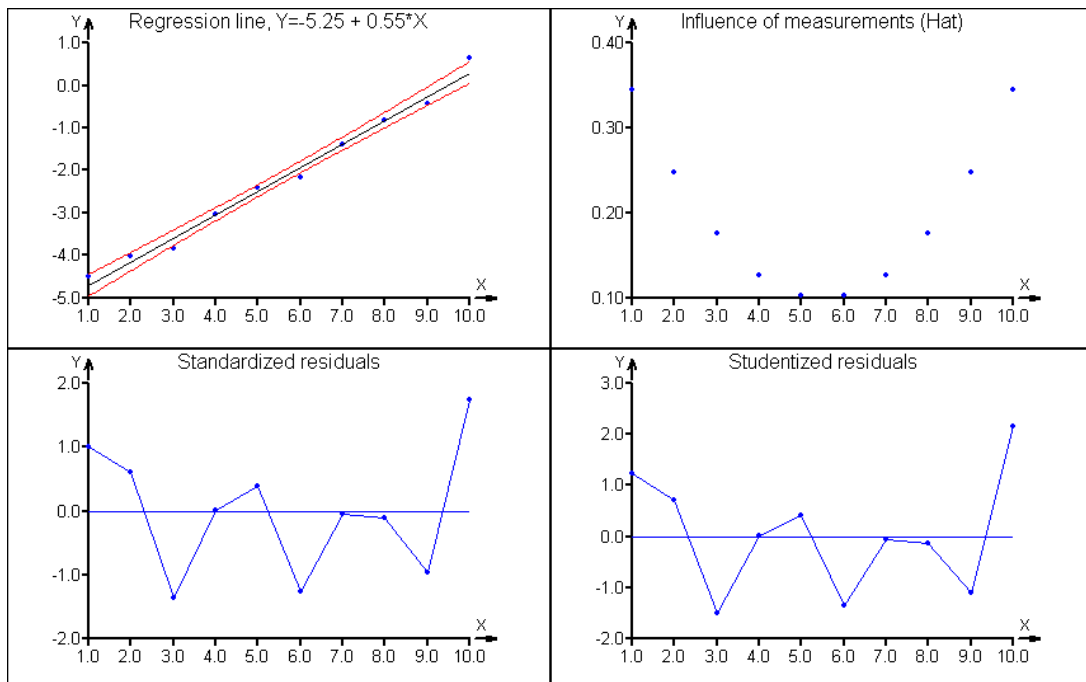 Y
Regression line, Y=-5.25 + 0.55*X
1.0
0.0
-1.0
-2.0
-3.0
-4.0
-5.0
X
1.0 2.0 3.0 4.0 5.0 6.0 7.0 8.0 9.0 10.0
Y
Influence of measurements (Hat)
0.40
0.30
0.20
0.10
X
1.0 2.0 3.0 4.0 5.0 6.0 7.0 8.0 9.0 10.0
Y
Standardized residuals
2.0
1.0
0.0
-1.0
-2.0
X
1.0 2.0 3.0 4.0 5.0 6.0 7.0 8.0 9.0 10.0
Y
Studentized residuals
3.0
2.0
1.0
0.0
-1.0
-2.0
X
1.0 2.0 3.0 4.0 5.0 6.0 7.0 8.0 9.0 10.0